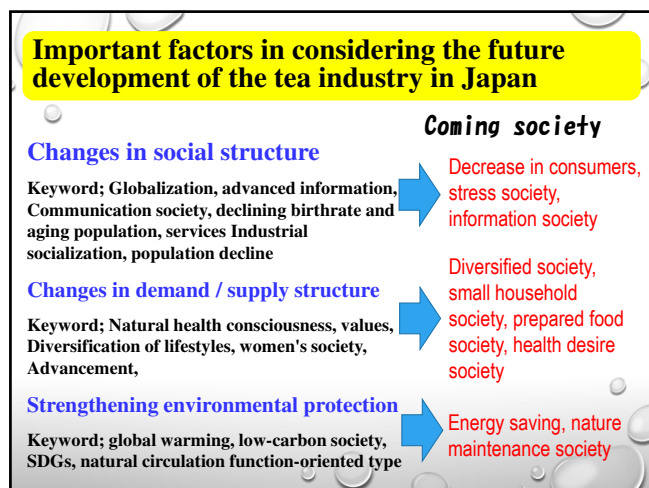 Important factors in considering the future
development of the tea industry in Japan
Coming society
Changes in social structure
Keyword; Globalization, advanced information,
Communication society, declining birthrate and
aging population, services Industrial
socialization, population decline
Decrease in consumers,
stress society,
information society
Changes in demand / supply structure
Keyword; Natural health consciousness, values,
Diversification of lifestyles, women's society,
Advancement,
Diversified society,
small household
society, prepared food
society, health desire
society
Strengthening environmental protection
Keyword; global warming, low-carbon society,
SDGs, natural circulation function-oriented type
Energy saving, nature
maintenance society